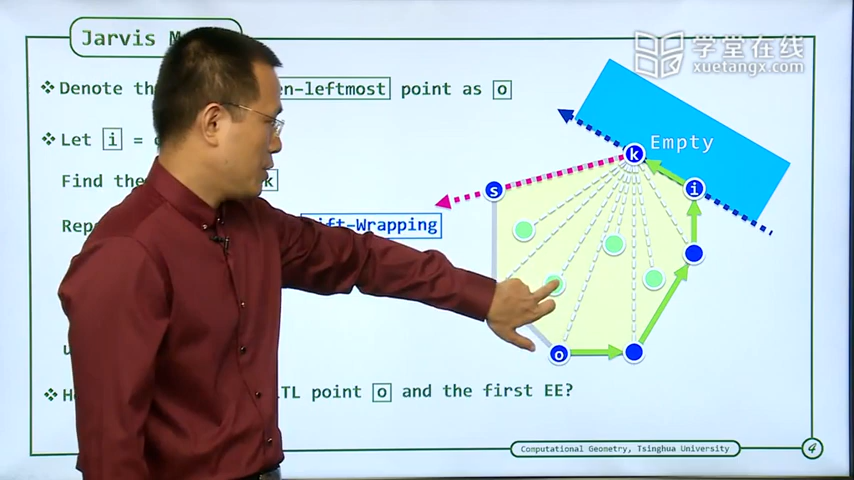 Jarvis M
学堂在线
xuetangx.com
Denote th en-leftmost point as o
Let i =
Find the k
Rep ift-Wrapping
TL point o and the first EE?
Empty
k
i
s
o
Computational Geometry, Tsinghua University
4